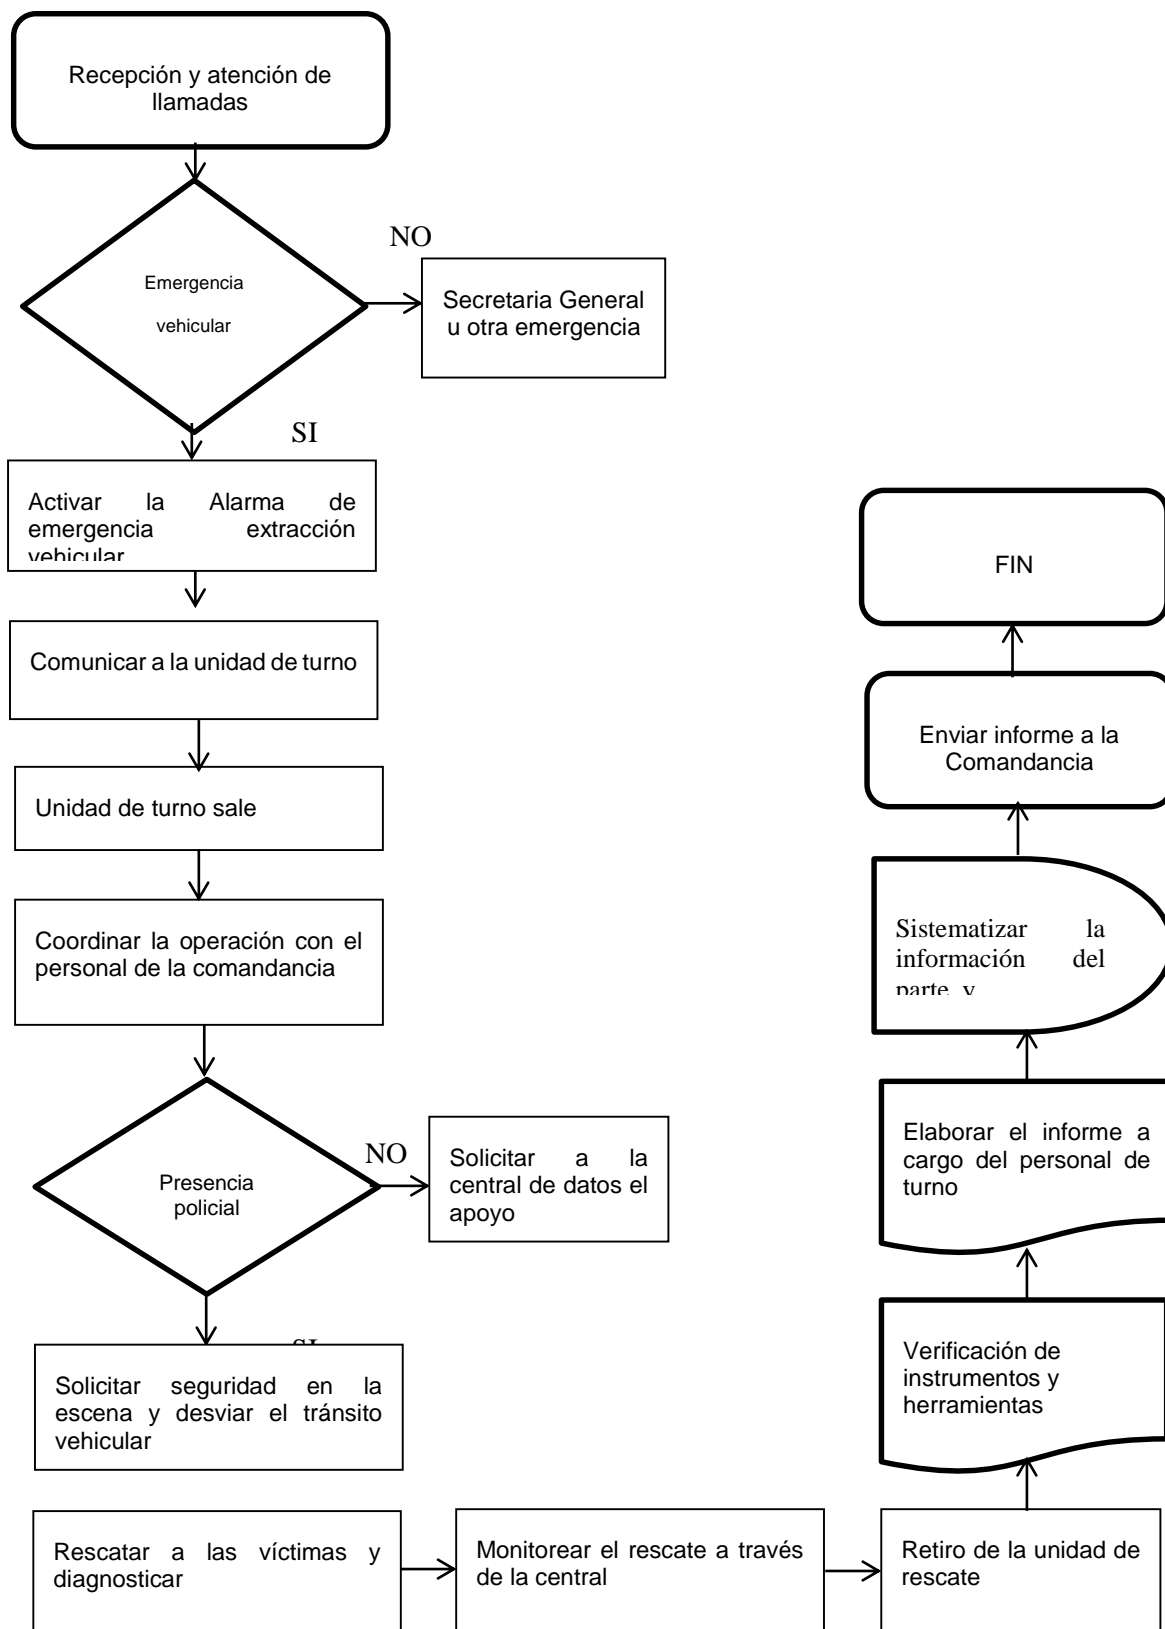 Recepción y atención de
llamadas
Emergencia
vehicular
NO
Secretaria General
u otra emergencia
SI
Activar la Alarma de
emergencia extracción
vehicular
Comunicar a la unidad de turno
Unidad de turno sale
Coordinar la operación con el
personal de la comandancia
Presencia
policial
NO
Solicitar a la
central de datos el
apoyo
SI
Solicitar seguridad en la
escena y desviar el tránsito
vehicular
Rescatar a las víctimas y
diagnosticar
Monitorear el rescate a través
de la central
Retiro de la unidad de
rescate
Verificación de
instrumentos y
herramientas
Elaborar el informe a
cargo del personal de
turno
Sistematizar la
información del
parte y
Enviar informe a la
Comandancia
FIN